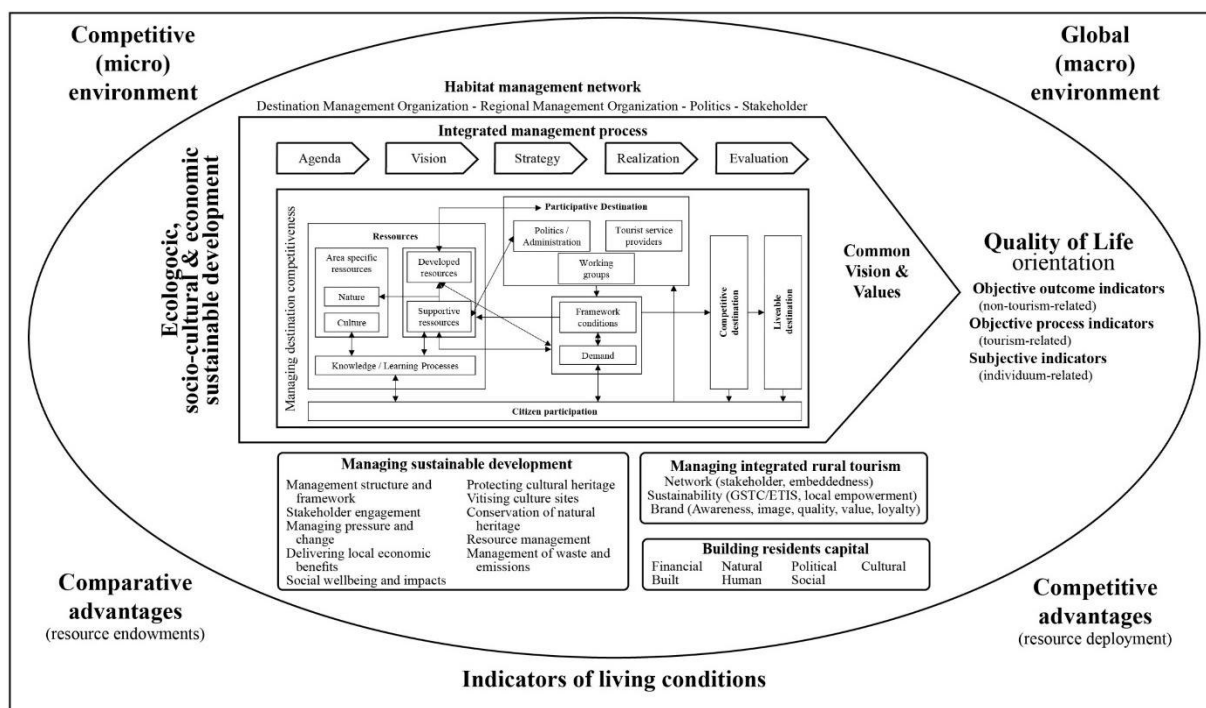 Competitive
(micro)
environment
Global
(macro)
environment
Habitat management network
Destination Management Organization - Regional Management Organization - Politics - Stakeholder
Integrated management process
Agenda
Vision
Strategy
Realization
Evaluation
Ecologocic,
socio-cultural & economic
sustainable development
Managing destination competitiveness
Ressources
Area specific
ressources
Nature
Culture
Developed
resources
Supportive
ressources
Knowledge / Learning Processes
Participative Destination
Politics /
Administration
Tourist service
providers
Working
groups
Framework
conditions
Demand
Competitive
destination
Liveable
destination
Citizen participation
Common
Vision &
Values
Quality of Life
orientation
Objective outcome indicators
(non-tourism-related)
Objective process indicators
(tourism-related)
Subjective indicators
(individuum-related)
Managing sustainable development
Management structure and
framework
Stakeholder engagement
Managing pressure and
change
Delivering local economic
benefits
Social wellbeing and impacts
Protecting cultural heritage
Vitising culture sites
Conservation of natural
heritage
Resource management
Management of waste and
emissions
Managing integrated rural tourism
Network (stakeholder, embeddedness)
Sustainability (GSTC/ETIS, local empowerment)
Brand (Awareness, image, quality, value, loyalty)
Building residents capital
Financial Natural Political Cultural
Built Human Social
Comparative
advantages
(resource endowments)
Competitive
advantages
(resource deployment)
Indicators of living conditions